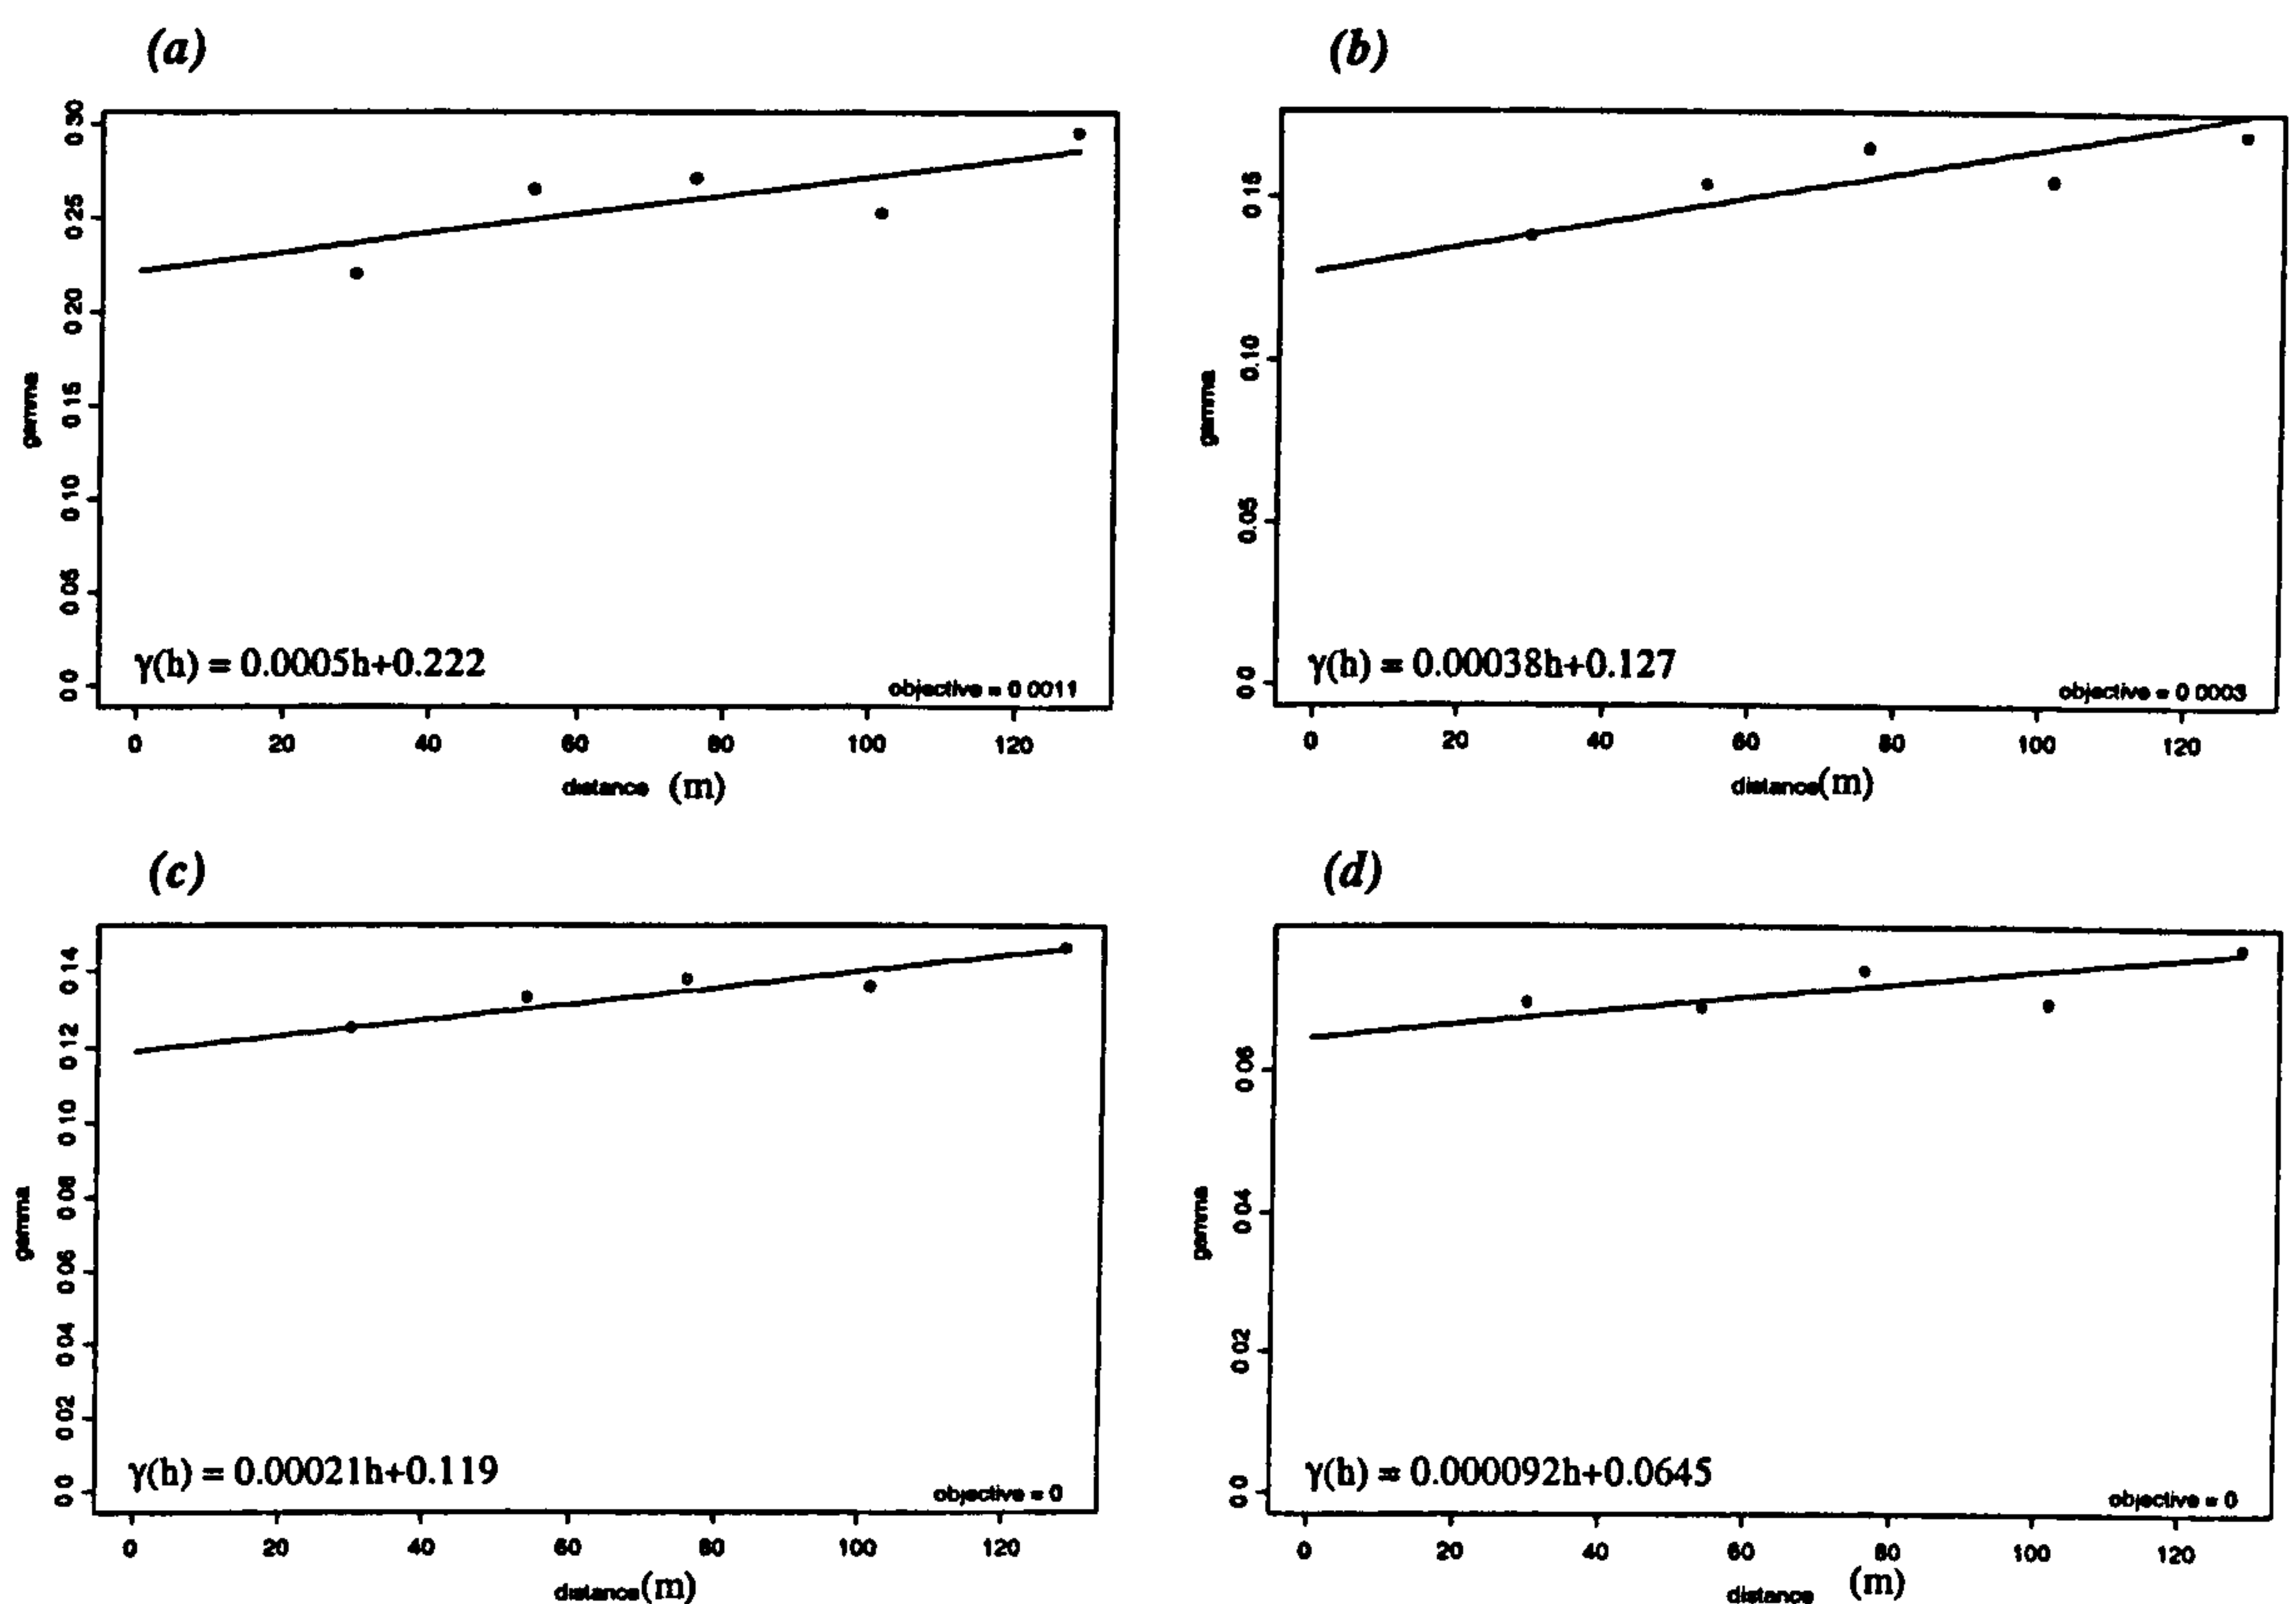 (a)
0 30
0 25
0 20
0 15
0 10
0 05
0 0
gamma
γ(h) = 0.0005h+0.222
objective = 0 0011
0 20 40 60 80 100 120
distance (m)
(b)
0.15
0.10
0.05
0.0
gamma
γ(h) = 0.00038h+0.127
objective = 0 0003
0 20 40 60 80 100 120
distance(m)
(c)
0 14
0 12
0 10
0 08
0 06
0 04
0 02
0 0
gamma
γ(h) = 0.00021h+0.119
objective = 0
0 20 40 60 80 100 120
distance(m)
(d)
0 06
0 04
0 02
0 0
gamma
γ(h) = 0.000092h+0.0645
objective = 0
0 20 40 60 80 100 120
distance (m)